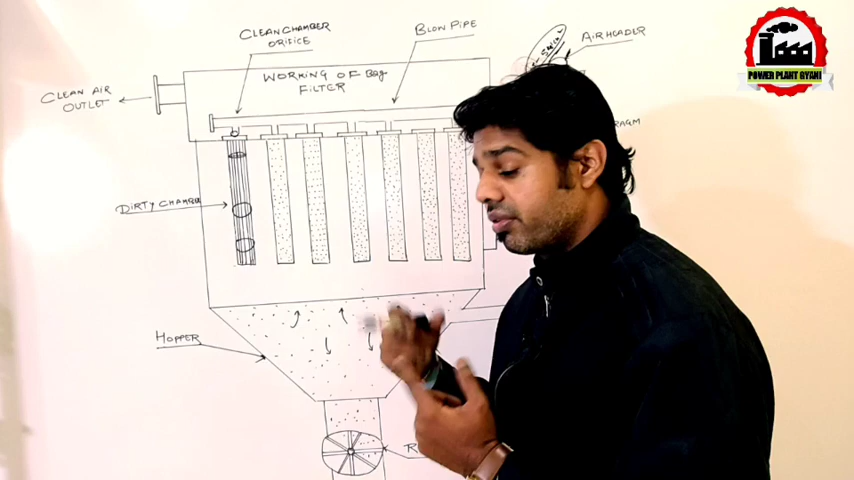 CLEAN CHAMBER
ORIFICE
BLOW PIPE
AIR HEADER
POWER PLANT GYANI
WORKING OF Bag
FILTER
CLEAN AIR
OUTLET
DIRTY CHAMBER
HOPPER